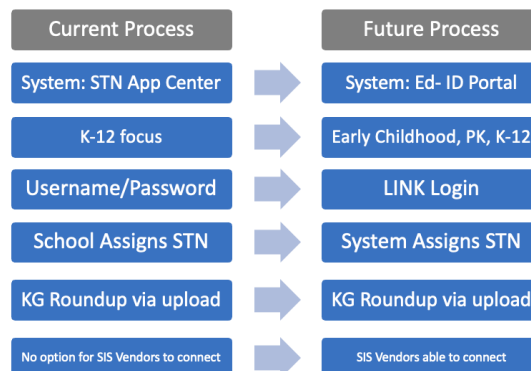 Current Process
Future Process
System: STN App Center
System: Ed- ID Portal
K-12 focus
Early Childhood, PK, K-12
Username/Password
LINK Login
School Assigns STN
System Assigns STN
KG Roundup via upload
KG Roundup via upload
No option for SIS Vendors to connect
SIS Vendors able to connect